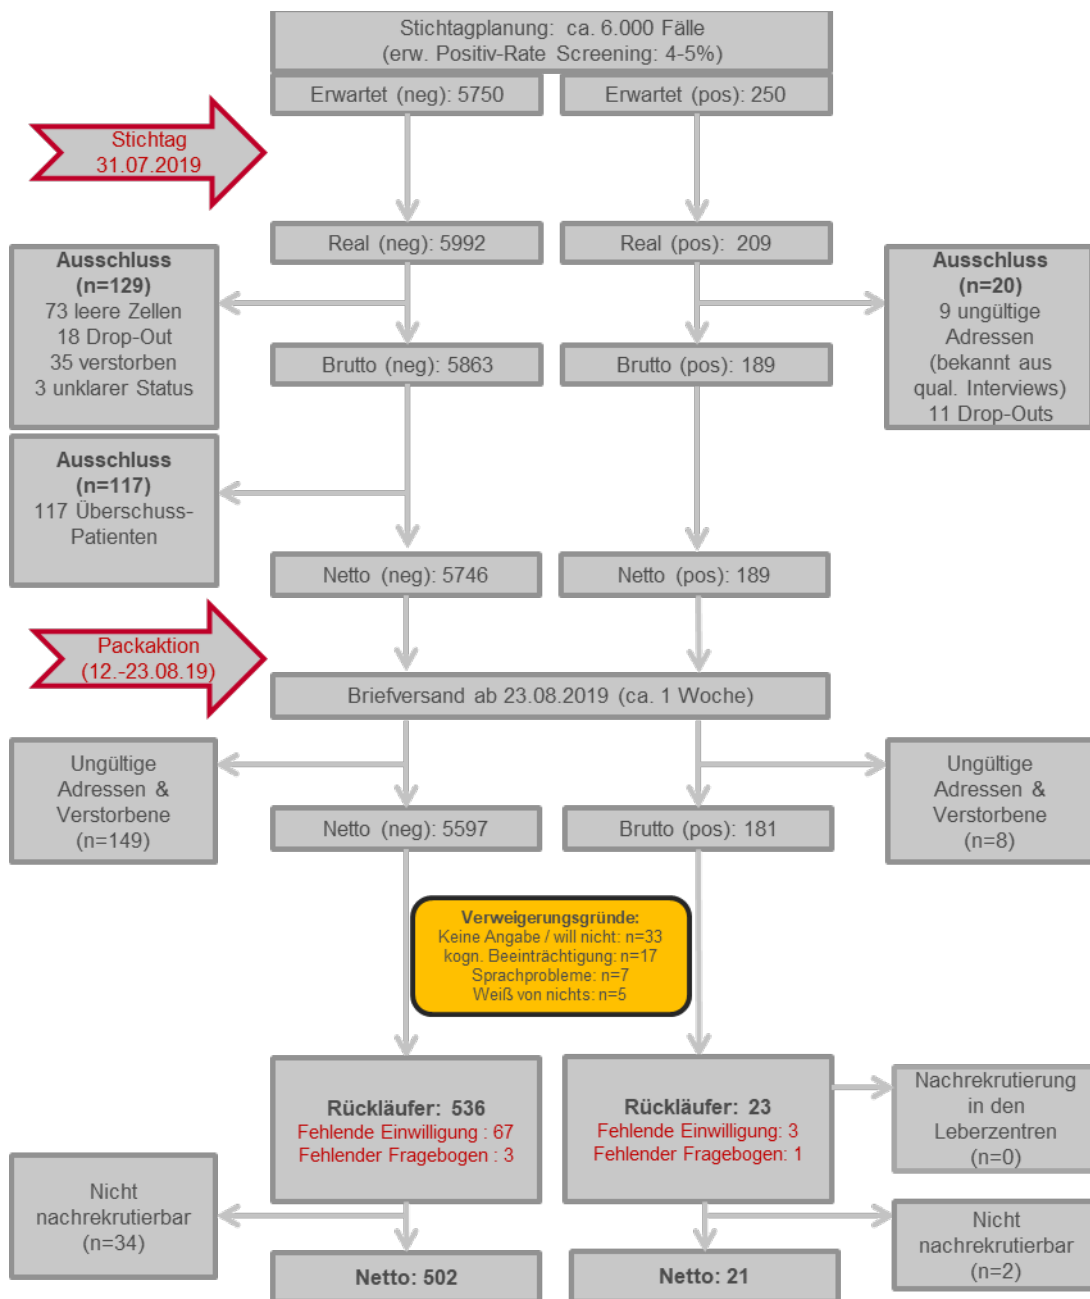 Stichtagplanung: ca. 6.000 Fälle
(erw. Positiv-Rate Screening: 4-5%)
Erwartet (neg): 5750
Erwartet (pos): 250
Stichtag
31.07.2019
Real (neg): 5992
Real (pos): 209
Ausschluss
(n=129)
73 leere Zellen
18 Drop-Out
35 verstorben
3 unklarer Status
Ausschluss
(n=20)
9 ungültige
Adressen
(bekannt aus
qual. Interviews)
11 Drop-Outs
Brutto (neg): 5863
Brutto (pos): 189
Ausschluss
(n=117)
117 Überschuss-
Patienten
Netto (neg): 5746
Netto (pos): 189
Packaktion
(12.-23.08.19)
Briefversand ab 23.08.2019 (ca. 1 Woche)
Ungültige
Adressen &
Verstorbene
(n=149)
Ungültige
Adressen &
Verstorbene
(n=8)
Netto (neg): 5597
Brutto (pos): 181
Verweigerungsgründe:
Keine Angabe / will nicht: n=33
kogn. Beeinträchtigung: n=17
Sprachprobleme: n=7
Weiß von nichts: n=5
Rückläufer: 536
Fehlende Einwilligung : 67
Fehlender Fragebogen : 3
Rückläufer: 23
Fehlende Einwilligung: 3
Fehlender Fragebogen: 1
Nachrekrutierung
in den
Leberzentren
(n=0)
Nicht
nachrekrutierbar
(n=34)
Nicht
nachrekrutierbar
(n=2)
Netto: 502
Netto: 21